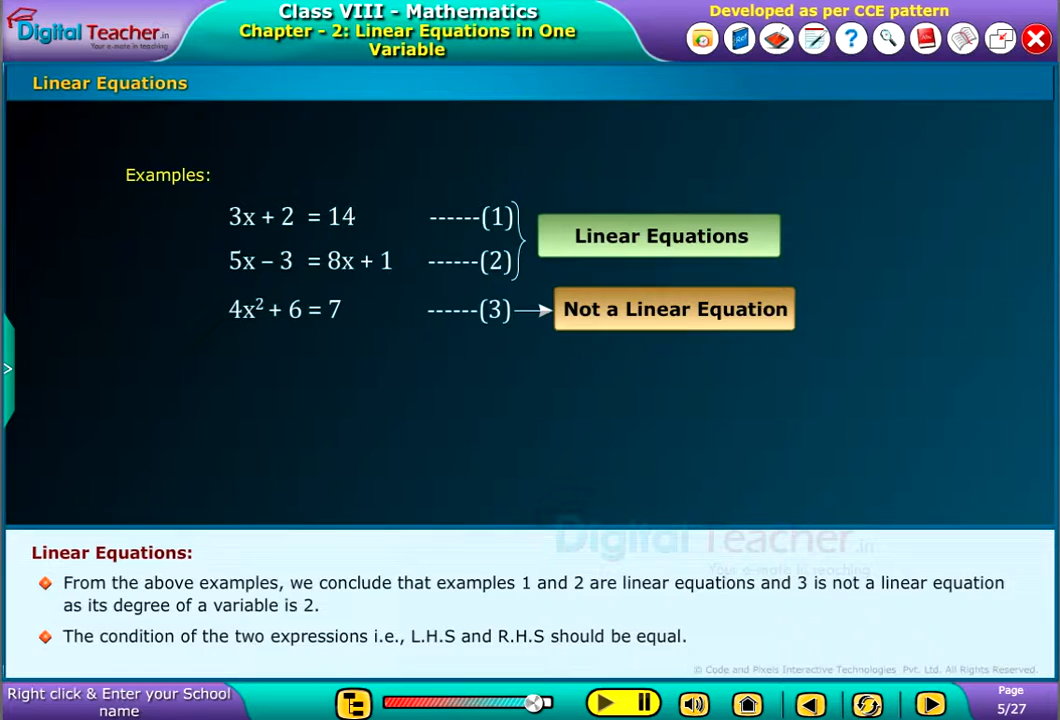 Digital Teacher.in
Your e-mate in teaching
Class VIII - Mathematics
Chapter - 2: Linear Equations in One
Variable
Developed as per CCE pattern
Linear Equations
Examples:
3x + 2 = 14 ------(1)
Linear Equations
5x – 3 = 8x + 1 ------(2)
4x² + 6 = 7 ------(3)
Not a Linear Equation
Digital Teacher.in
Your e-mate in teaching
Linear Equations:
From the above examples, we conclude that examples 1 and 2 are linear equations and 3 is not a linear equation
as its degree of a variable is 2.
The condition of the two expressions i.e., L.H.S and R.H.S should be equal.
© Code and Pixels Interactive Technologies Pvt. Ltd. All Rights Reserved.
Right click & Enter your School
name
Page
5/27